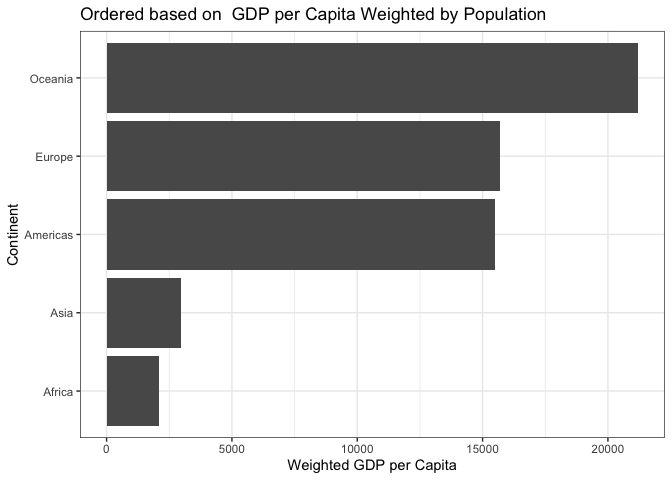 Ordered based on  GDP per Capita Weighted by Population
Continent
Oceania
Europe
Americas
Asia
Africa
0 5000 10000 15000 20000
Weighted GDP per Capita